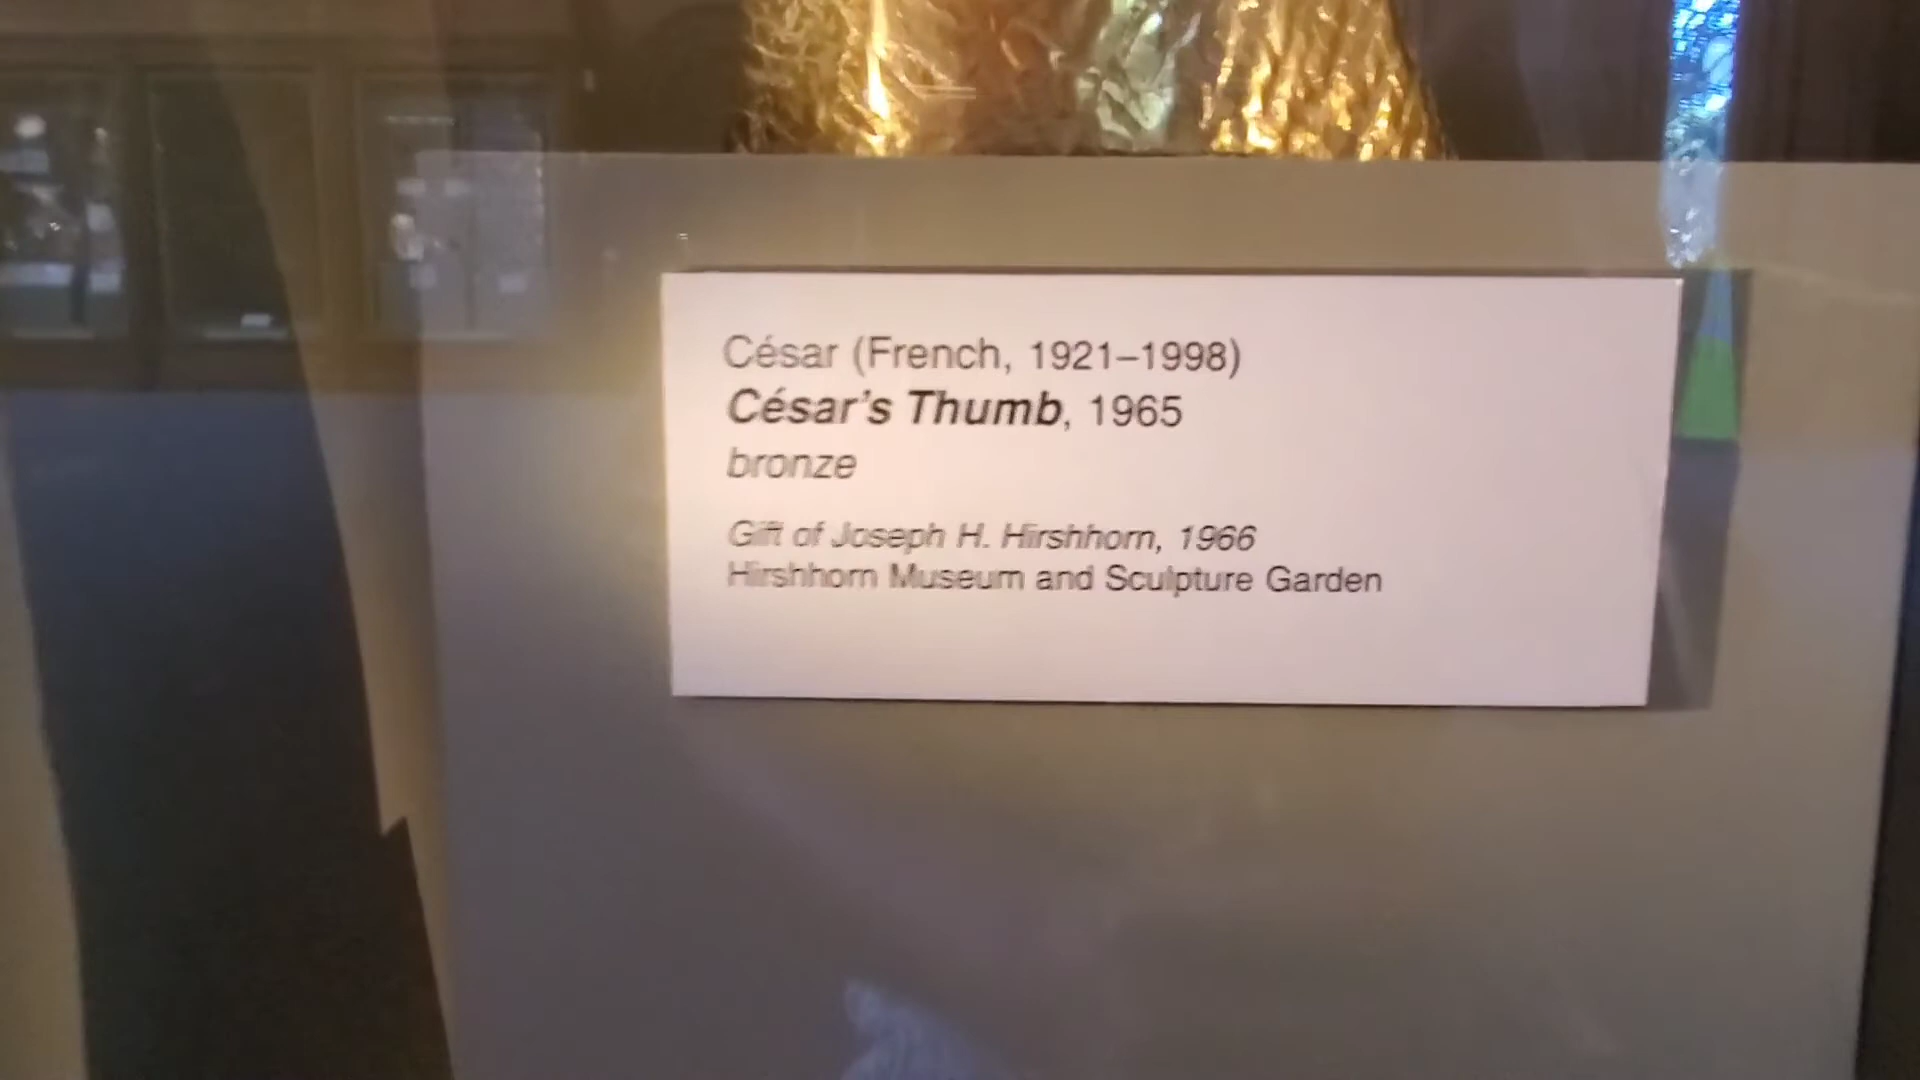 César (French, 1921–1998)
César's Thumb, 1965
bronze
Gift of Joseph H. Hirshhorn, 1966
Hirshhorn Museum and Sculpture Garden